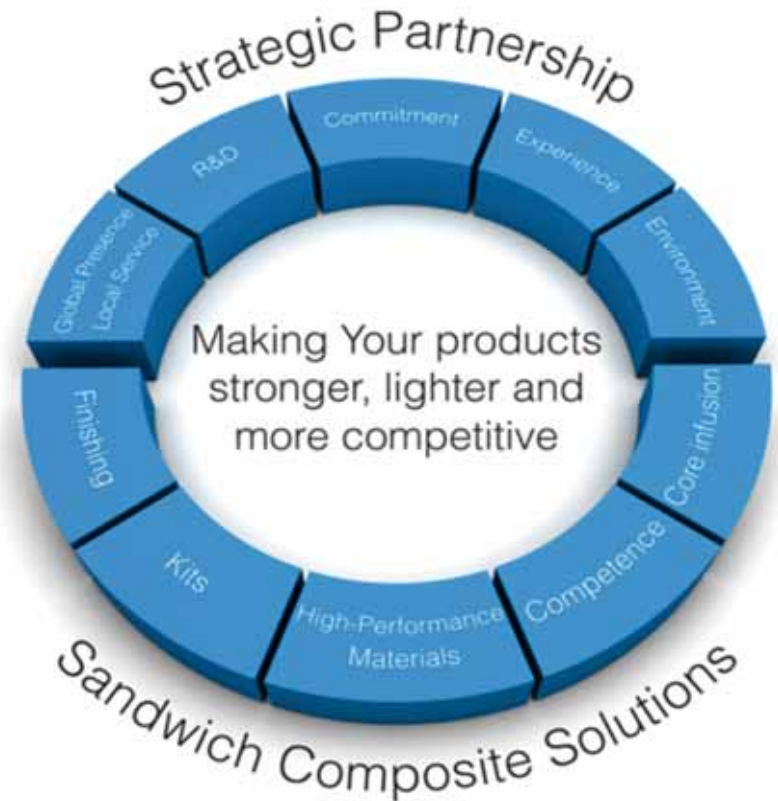 Strategic Partnership
Commitment
R&D
Experience
Global Presence
Local Service
Environment
Making Your products
stronger, lighter and
more competitive
Finishing
Core infusion
Kits
Competence
High-Performance
Materials
Sandwich Composite Solutions